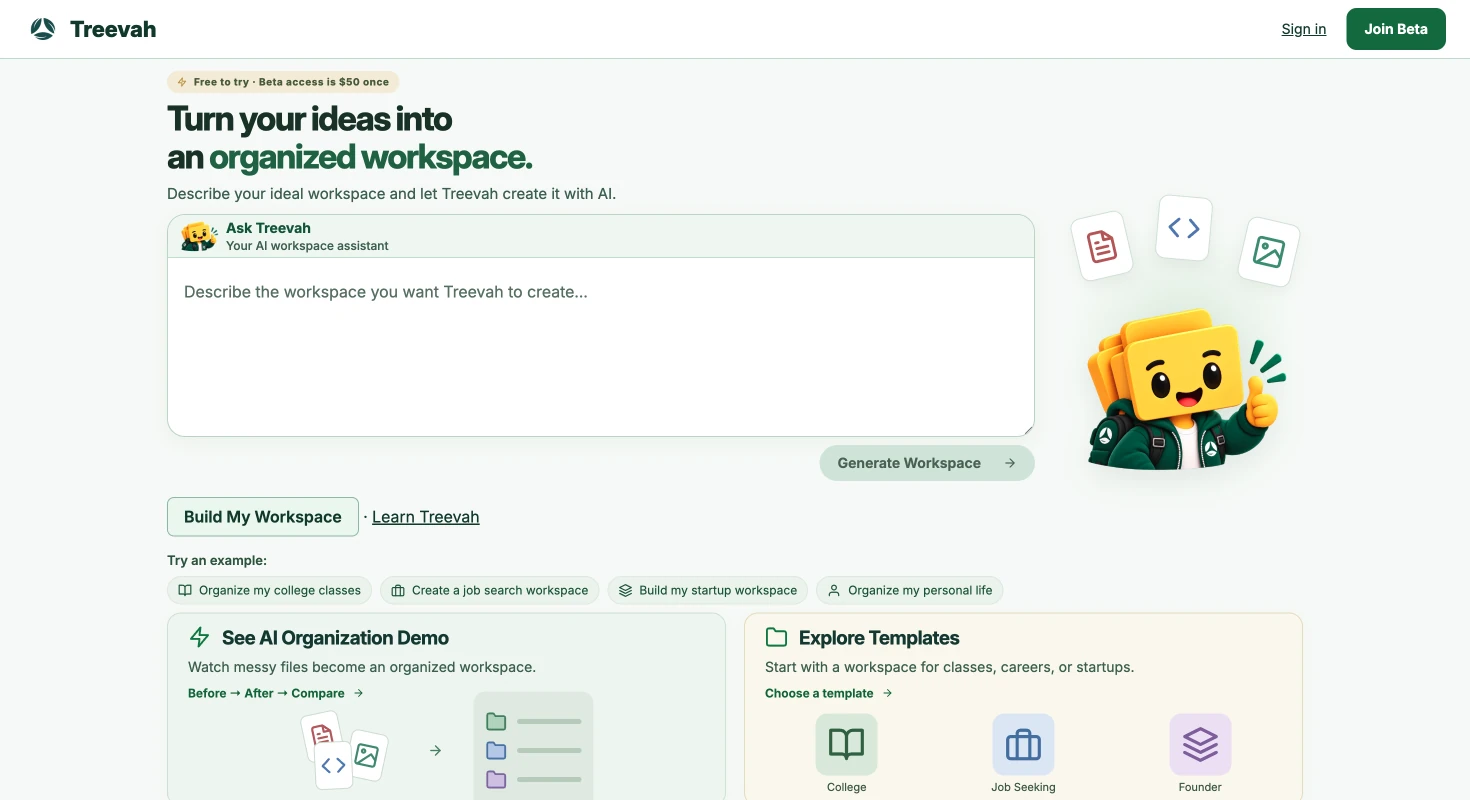 Treevah
Sign in
Join Beta
Free to try · Beta access is $50 once
Turn your ideas into
an organized workspace.
Describe your ideal workspace and let Treevah create it with AI.
Ask Treevah
Your AI workspace assistant
Describe the workspace you want Treevah to create...
Generate Workspace →
Build My Workspace · Learn Treevah
Try an example:
Organize my college classes
Create a job search workspace
Build my startup workspace
Organize my personal life
See AI Organization Demo
Watch messy files become an organized workspace.
Before → After → Compare →
Explore Templates
Start with a workspace for classes, careers, or startups.
Choose a template →
College
Job Seeking
Founder